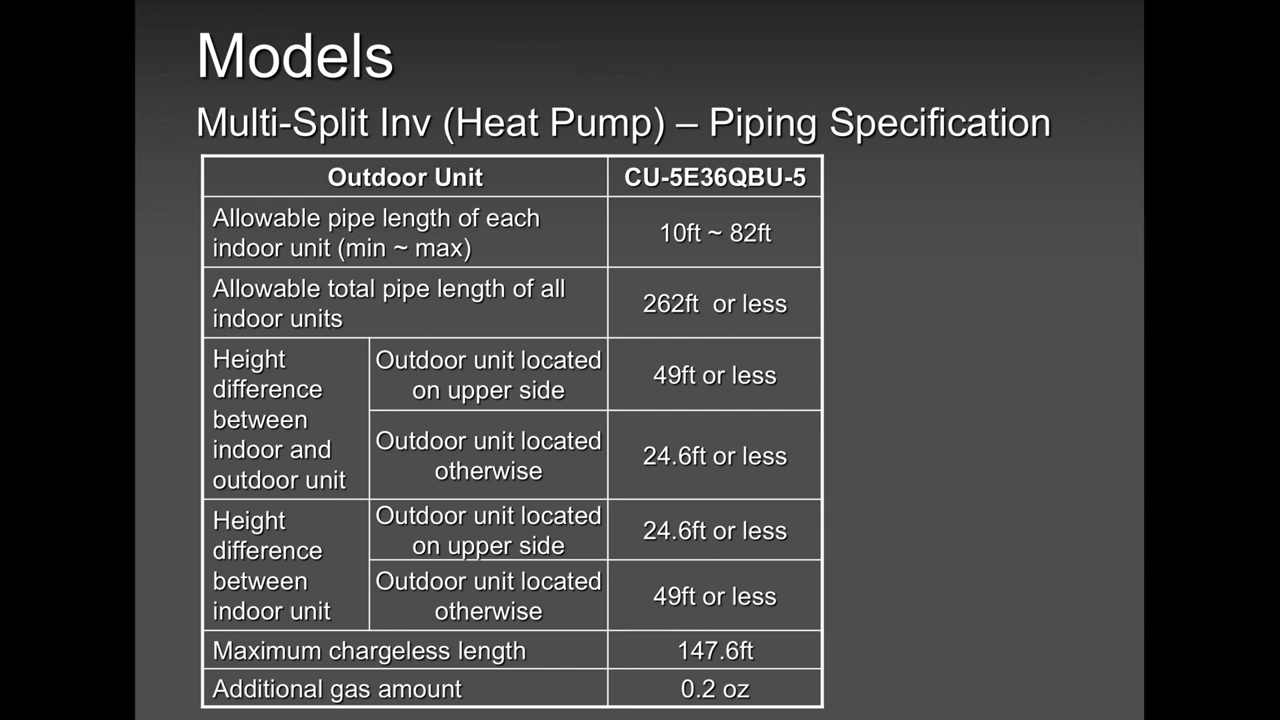 Models
Multi-Split Inv (Heat Pump) – Piping Specification
Outdoor Unit
CU-5E36QBU-5
Allowable pipe length of each
indoor unit (min ~ max)
10ft ~ 82ft
Allowable total pipe length of all
indoor units
262ft or less
Height
difference
between
indoor and
outdoor unit
Outdoor unit located
on upper side
49ft or less
Outdoor unit located
otherwise
24.6ft or less
Height
difference
between
indoor unit
Outdoor unit located
on upper side
24.6ft or less
Outdoor unit located
otherwise
49ft or less
Maximum chargeless length
147.6ft
Additional gas amount
0.2 oz